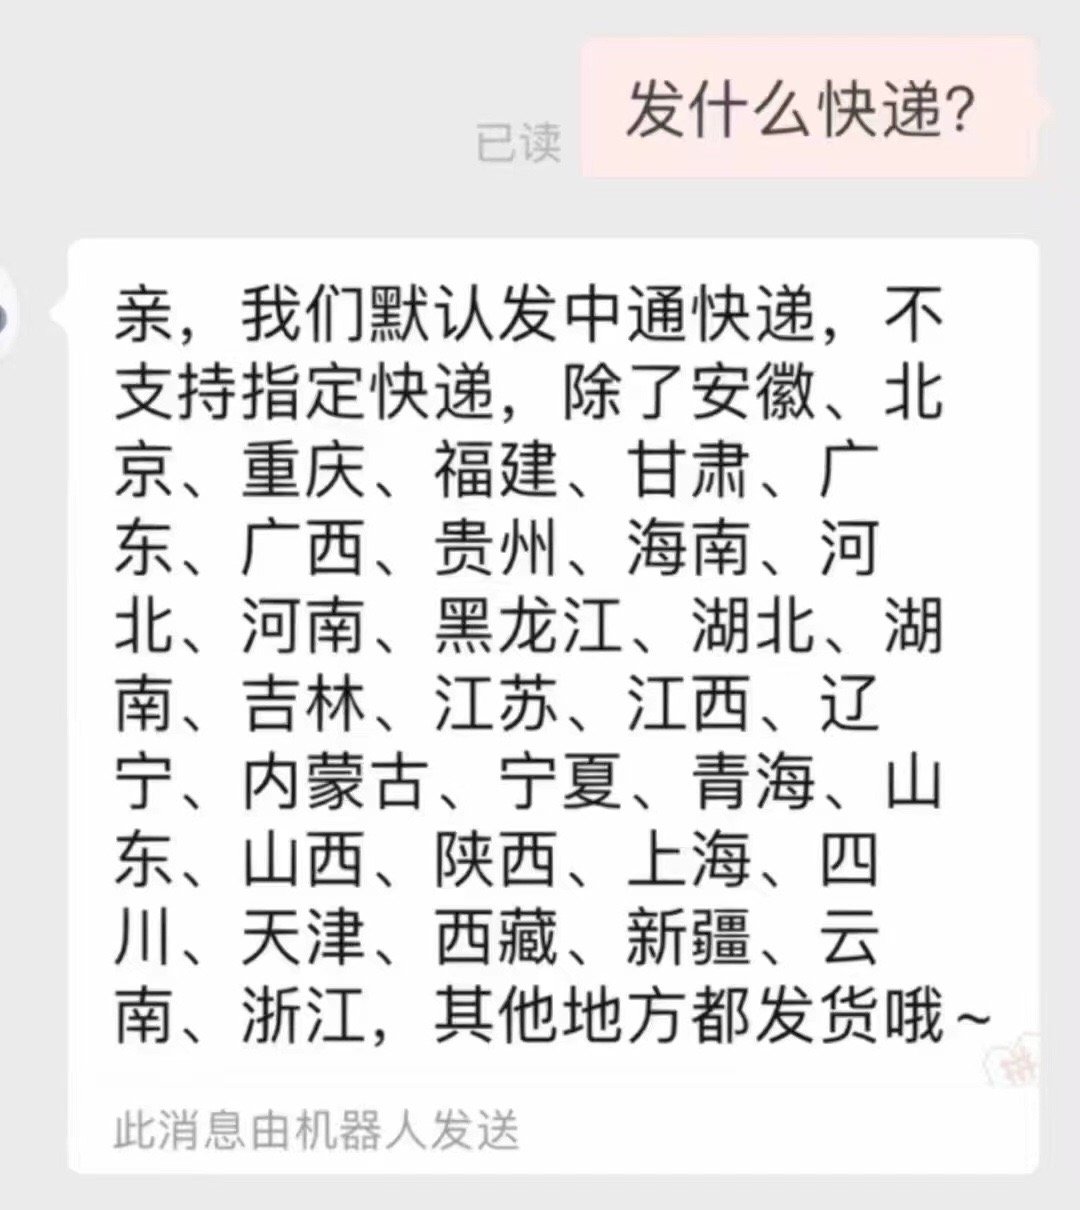 发什么快递？
已读
亲，我们默认发中通快递，不
支持指定快递，除了安徽、北
京、重庆、福建、甘肃、广
东、广西、贵州、海南、河
北、河南、黑龙江、湖北、湖
南、吉林、江苏、江西、辽
宁、内蒙古、宁夏、青海、山
东、山西、陕西、上海、四
川、天津、西藏、新疆、云
南、浙江，其他地方都发货哦~
此消息由机器人发送